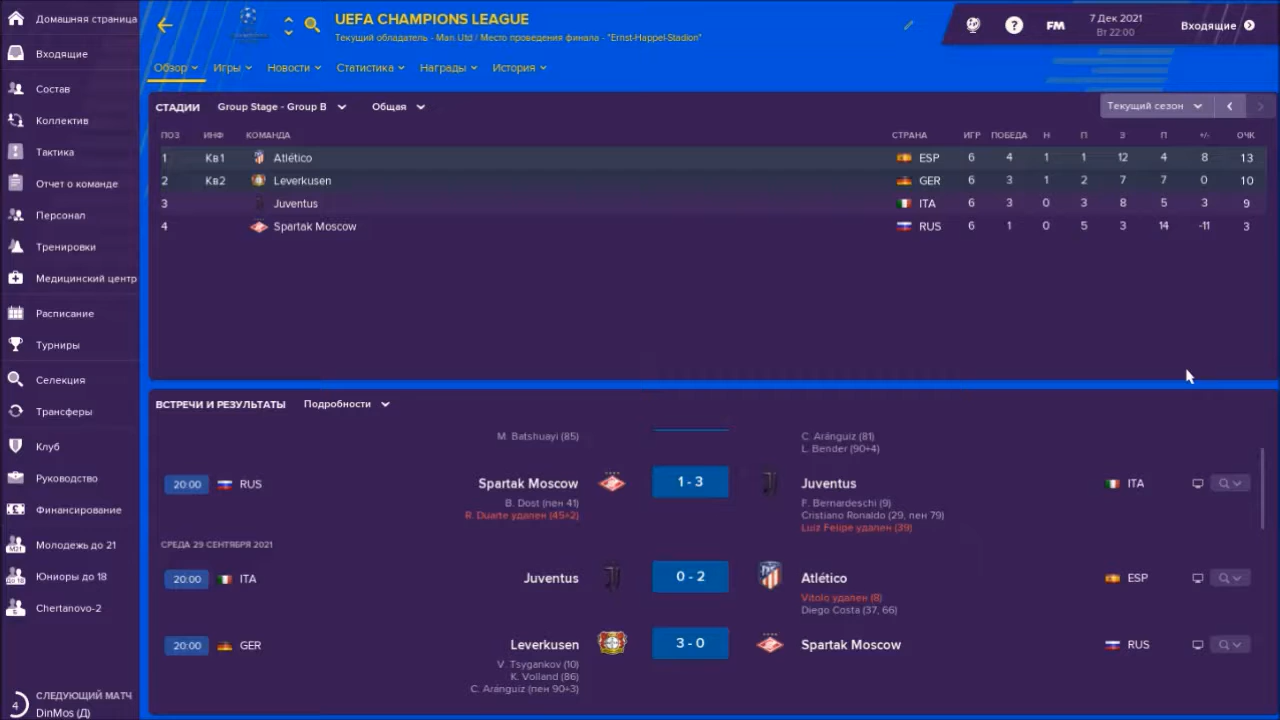 Домашняя страница
Входящие
Состав
Коллектив
Тактика
Отчет о команде
Персонал
Тренировки
Медицинский центр
Расписание
Турниры
Селекция
Трансферы
Клуб
Руководство
Финансирование
Молодежь до 21
Юниоры до 18
Chertanovo-2
4 СЛЕДУЮЩИЙ МАТЧ
DinMos (Д)
UEFA CHAMPIONS LEAGUE
Текущий обладатель - Man Utd / Место проведения финала - "Ernst-Happel-Stadion"
? FM 7 Дек 2021 Вт 22:00 Входящие
Обзор Игры Новости Статистика Награды История
СТАДИИ Group Stage - Group B Общая Текущий сезон
ПОЗ ИНФ КОМАНДА СТРАНА ИГР ПОБЕДА Н П З П +/- ОЧК
1 Кв1 Atlético ESP 6 4 1 1 12 4 8 13
2 Кв2 Leverkusen GER 6 3 1 2 7 7 0 10
3 Juventus ITA 6 3 0 3 8 5 3 9
4 Spartak Moscow RUS 6 1 0 5 3 14 -11 3
ВСТРЕЧИ И РЕЗУЛЬТАТЫ Подробности
M. Batshuayi (85) C. Aránguiz (81)
L. Bender (90+4)
20:00 RUS Spartak Moscow 1 - 3 Juventus ITA
B. Dost (пен 41) F. Bernardeschi (9)
R. Duarte удален (45+2) Cristiano Ronaldo (29, пен 79)
Luiz Felipe удален (39)
СРЕДА 29 СЕНТЯБРЯ 2021
20:00 ITA Juventus 0 - 2 Atlético ESP
Vitolo удален (8)
Diego Costa (37, 66)
20:00 GER Leverkusen 3 - 0 Spartak Moscow RUS
V. Tsygankov (10)
K. Volland (86)
C. Aránguiz (пен 90+3)